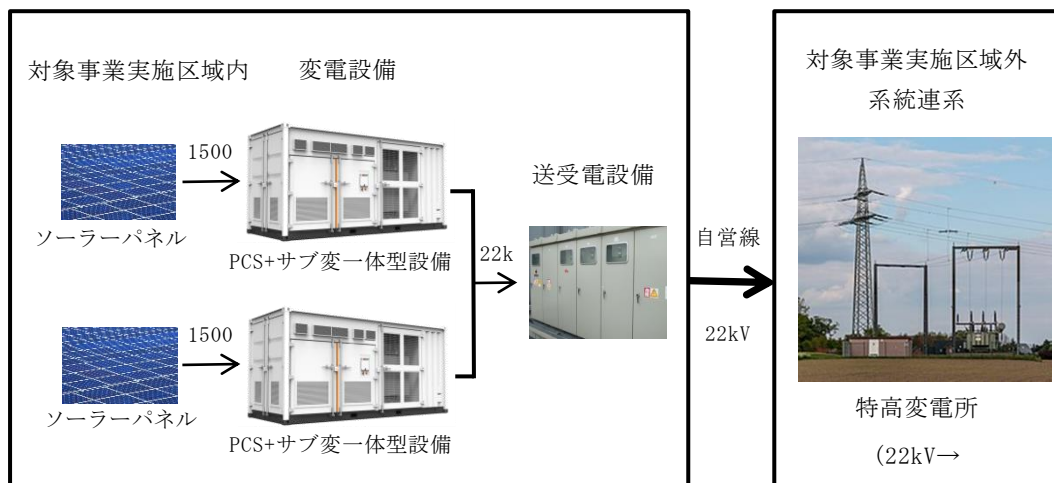 対象事業実施区域内
変電設備
1500
ソーラーパネル
PCS+サブ変一体型設備
1500
ソーラーパネル
PCS+サブ変一体型設備
22k
送受電設備
自営線
22kV
対象事業実施区域外
系統連系
特高変電所
(22kV→